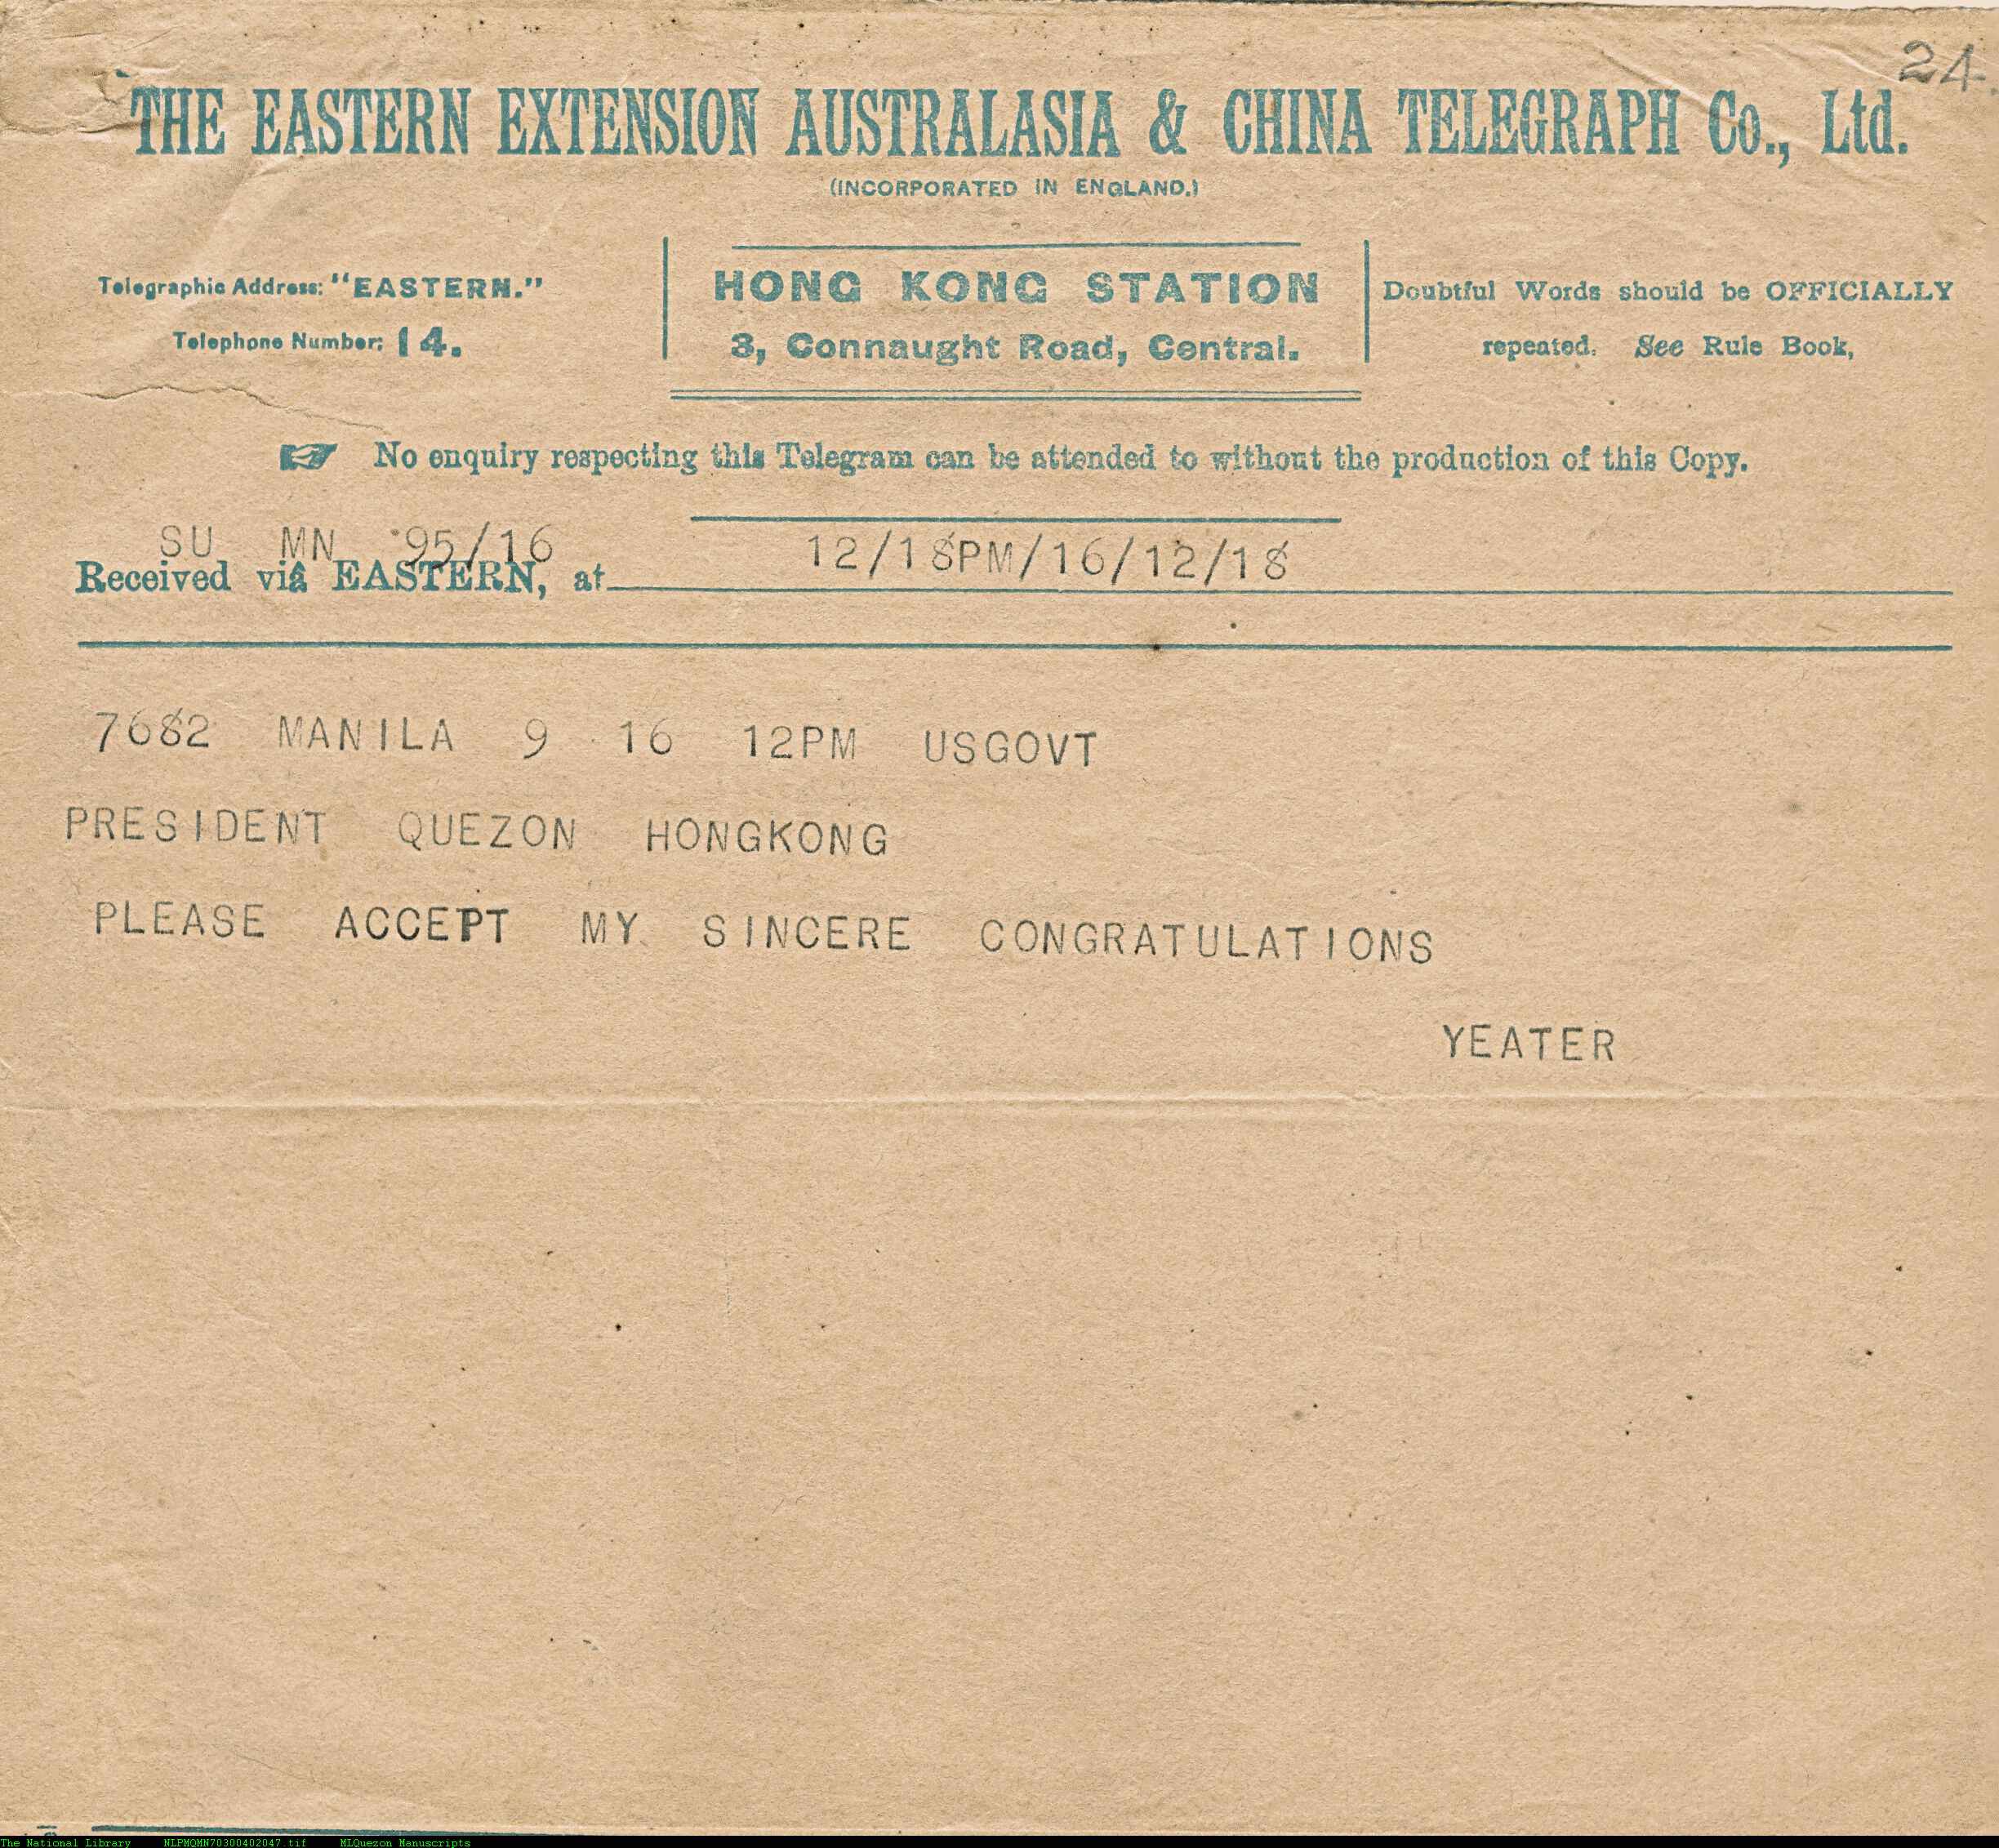 24.
THE EASTERN EXTENSION AUSTRALASIA & CHINA TELEGRAPH Co., Ltd.
(INCORPORATED IN ENGLAND.)
Telegraphic Address: "EASTERN."
Telephone Number: 14.
HONG KONG STATION
3, Connaught Road, Central.
Doubtful Words should be OFFICIALLY
repeated. See Rule Book,
No enquiry respecting this Telegram can be attended to without the production of this Copy.
SU MN 95/16
Received viâ EASTERN, at 12/18PM/16/12/18
7682 MANILA 9 16 12PM USGOVT
PRESIDENT QUEZON HONGKONG
PLEASE ACCEPT MY SINCERE CONGRATULATIONS
YEATER
The National Library NLPMQMN70300402047.tif MLQuezon Manuscripts